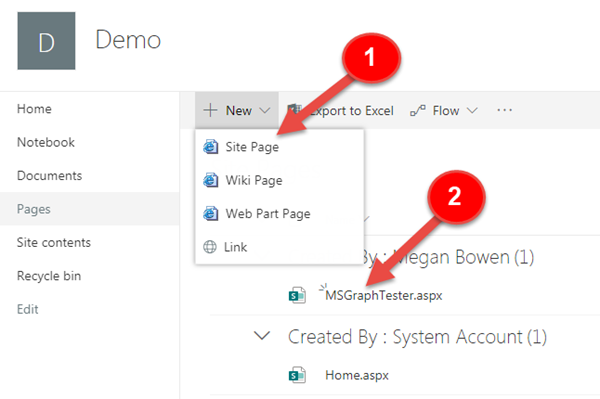 D
Demo
1
Home
Notebook
Documents
Pages
Site contents
Recycle bin
Edit
New Export to Excel Flow ...
Site Page
Wiki Page
Web Part Page
Link
2
By : Megan Bowen (1)
MSGraphTester.aspx
Created By : System Account (1)
Home.aspx